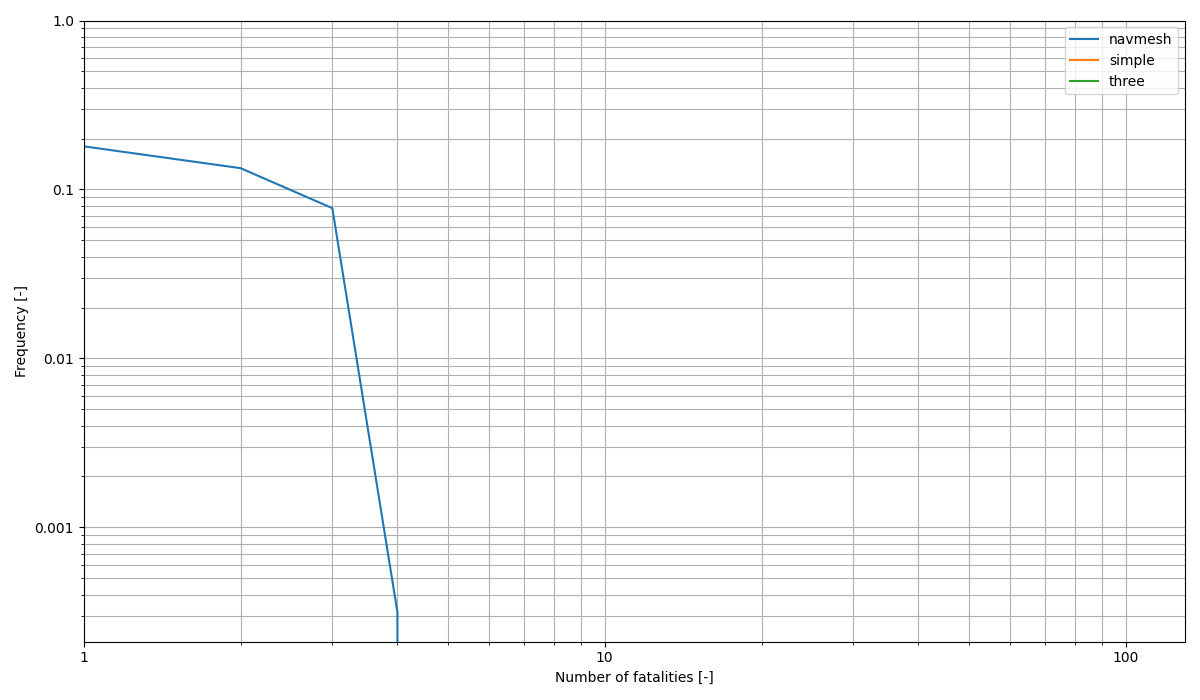 1.0
0.1
0.01
0.001
Frequency [-]
navmesh
simple
three
1
10
100
Number of fatalities [-]